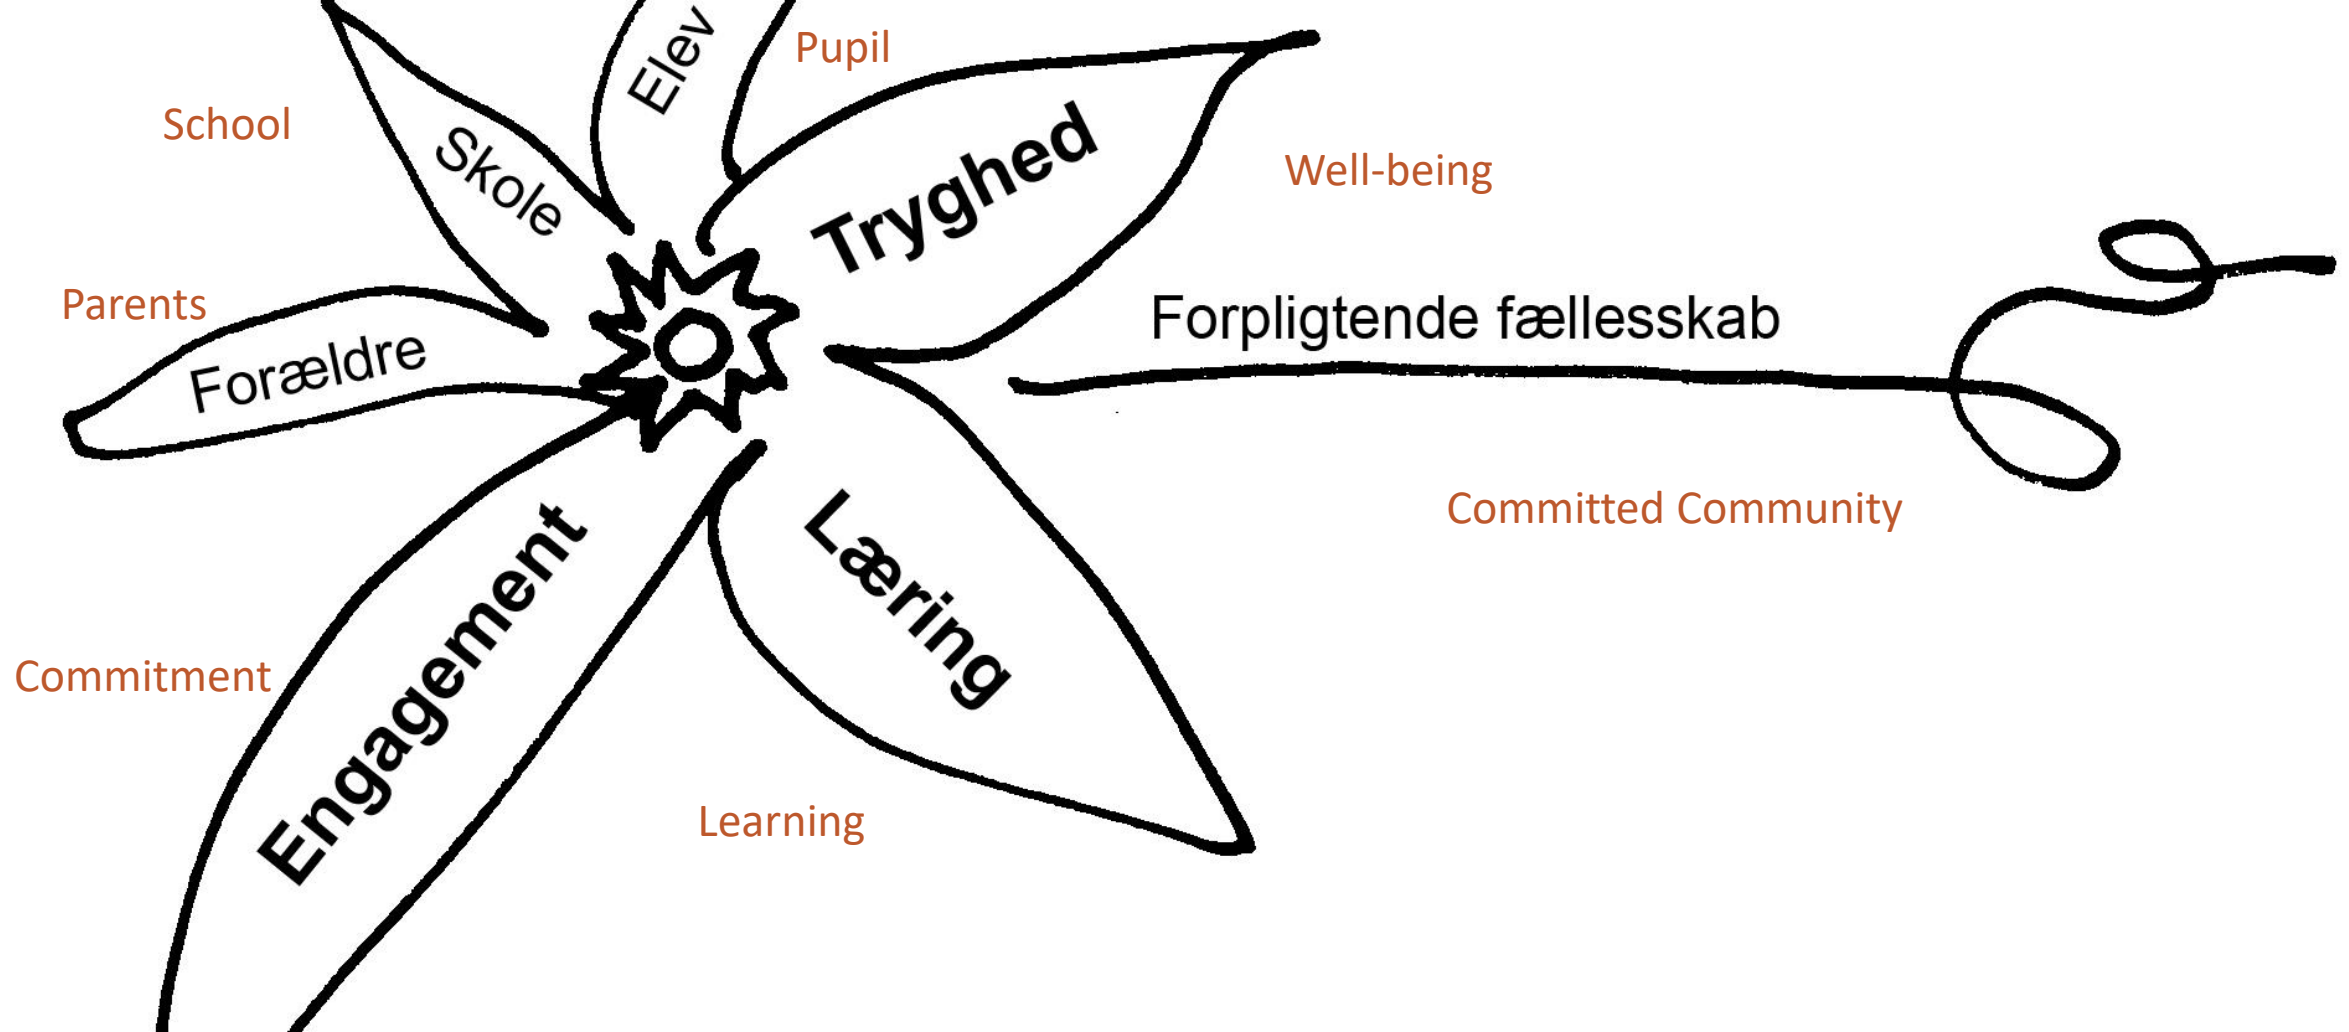 Elev
Pupil
School
Skole
Tryghed
Well-being
Parents
Forældre
Forpligtende fællesskab
Committed Community
Engagement
Læring
Commitment
Learning